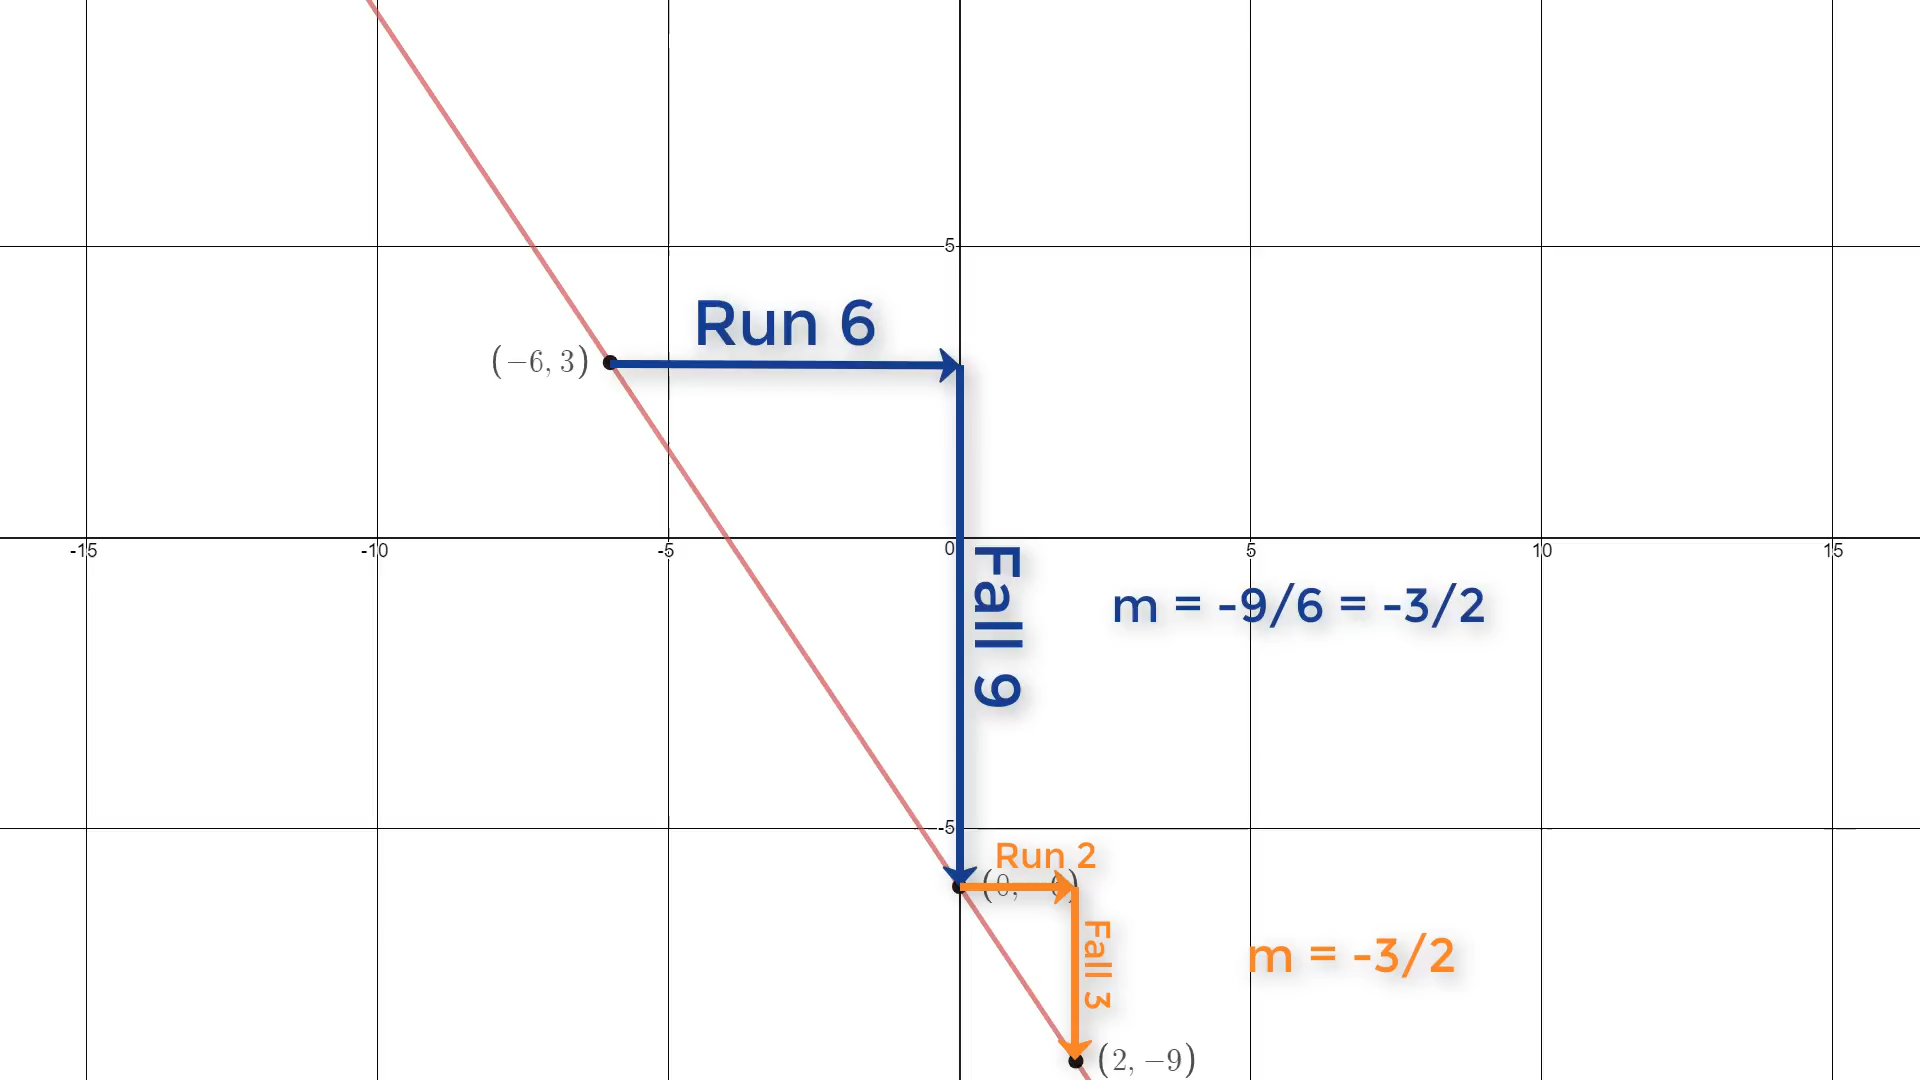 5
Run 6
(−6, 3)
-15
-10
-5
0
5
10
15
Fall 9
m = -9/6 = -3/2
-5
Run 2
(0,
Fall 3
m = -3/2
(2, −9)